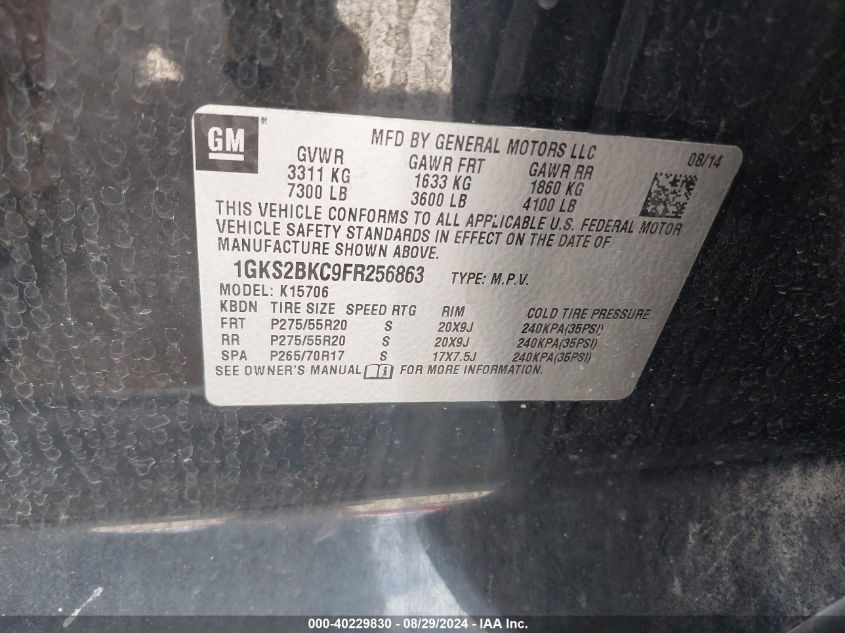 GM®
MFD BY GENERAL MOTORS LLC 08/14
GVWR GAWR FRT GAWR RR
3311 KG 1633 KG 1860 KG
7300 LB 3600 LB 4100 LB
THIS VEHICLE CONFORMS TO ALL APPLICABLE U.S. FEDERAL MOTOR
VEHICLE SAFETY STANDARDS IN EFFECT ON THE DATE OF
MANUFACTURE SHOWN ABOVE.
1GKS2BKC9FR256863 TYPE: M.P.V.
MODEL: K15706
KBDN TIRE SIZE SPEED RTG RIM COLD TIRE PRESSURE
FRT P275/55R20 S 20X9J 240KPA(35PSI)
RR P275/55R20 S 20X9J 240KPA(35PSI)
SPA P265/70R17 S 17X7.5J 240KPA(35PSI)
SEE OWNER'S MANUAL i FOR MORE INFORMATION.
000-40229830 - 08/29/2024 - IAA Inc.